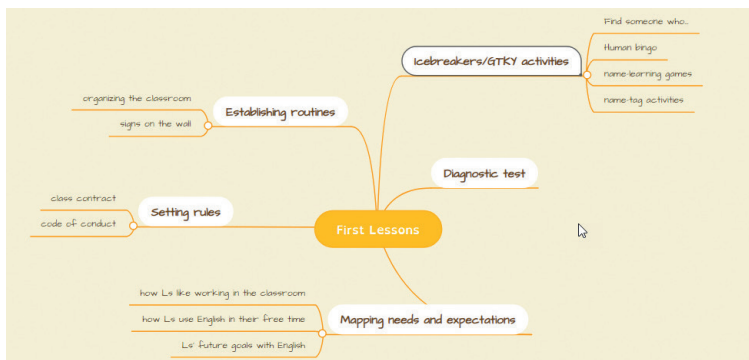 Find someone who...
Icebreakers/GTKY activities
Human bingo
name-learning games
name-tag activities
organizing the classroom
Establishing routines
signs on the wall
Diagnostic test
class contract
Setting rules
code of conduct
First Lessons
how Ls like working in the classroom
how Ls use English in their free time
Mapping needs and expectations
Ls' future goals with English